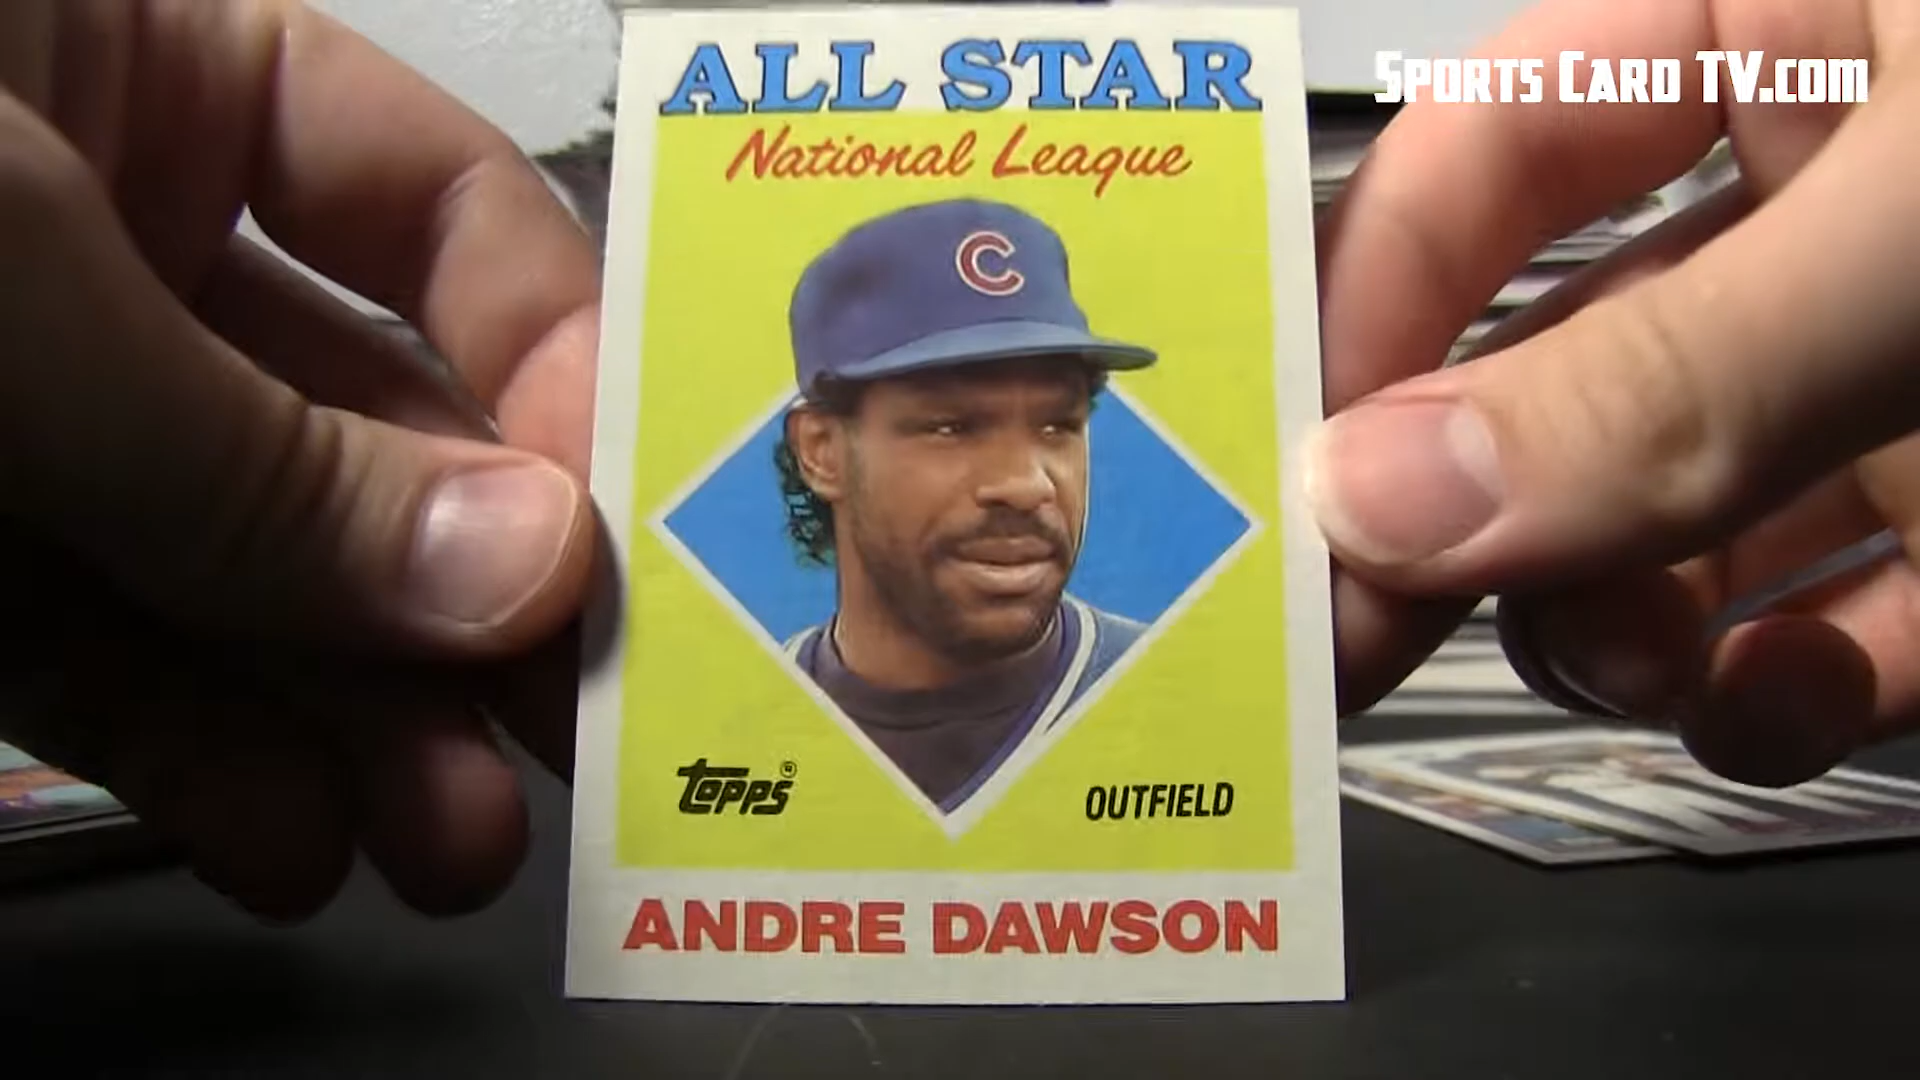 ALL STAR
SPORTS CARD TV.COM
National League
C
topps®
OUTFIELD
ANDRE DAWSON